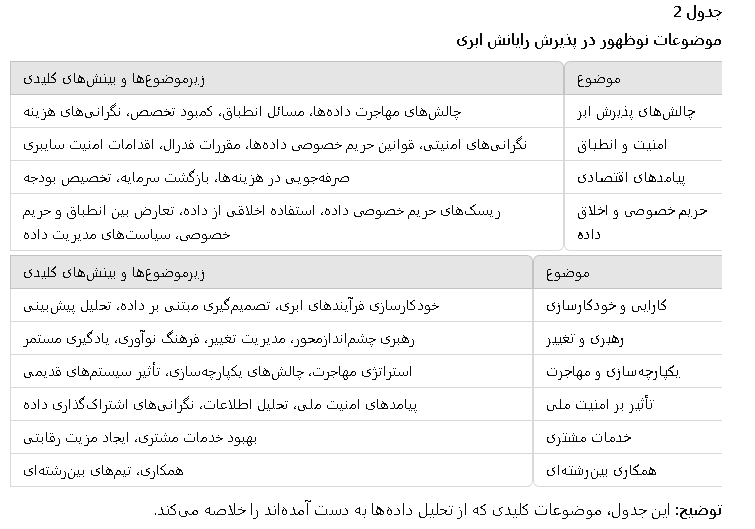 جدول 2
موضوعات نوظهور در پذیرش رایانش ابری
موضوع	زیرموضوع‌ها و بینش‌های کلیدی
چالش‌های پذیرش ابر	چالش‌های مهاجرت داده‌ها، مسائل انطباق، کمبود تخصص، نگرانی‌های هزینه
امنیت و انطباق	نگرانی‌های امنیتی، قوانین حریم خصوصی داده‌ها، مقررات فدرال، اقدامات امنیت سایبری
پیامدهای اقتصادی	صرفه‌جویی در هزینه‌ها، بازگشت سرمایه، تخصیص بودجه
حریم خصوصی و اخلاق	ریسک‌های حریم خصوصی داده، استفاده اخلاقی از داده، تعارض بین انطباق و حریم
داده	خصوصی، سیاست‌های مدیریت داده
موضوع	زیرموضوع‌ها و بینش‌های کلیدی
کارایی و خودکارسازی	خودکارسازی فرآیندهای ابری، تصمیم‌گیری مبتنی بر داده، تحلیل پیش‌بینی
رهبری و تغییر	رهبری چشم‌اندازمحور، مدیریت تغییر، فرهنگ نوآوری، یادگیری مستمر
یکپارچه‌سازی و مهاجرت	استراتژی مهاجرت، چالش‌های یکپارچه‌سازی، تأثیر سیستم‌های قدیمی
تأثیر بر امنیت ملی	پیامدهای امنیت ملی، تحلیل اطلاعات، نگرانی‌های اشتراک‌گذاری داده
خدمات مشتری	بهبود خدمات مشتری، ایجاد مزیت رقابتی
همکاری بین‌رشته‌ای	همکاری، تیم‌های بین‌رشته‌ای
توضیح: این جدول، موضوعات کلیدی که از تحلیل داده‌ها به دست آمده‌اند را خلاصه می‌کند.